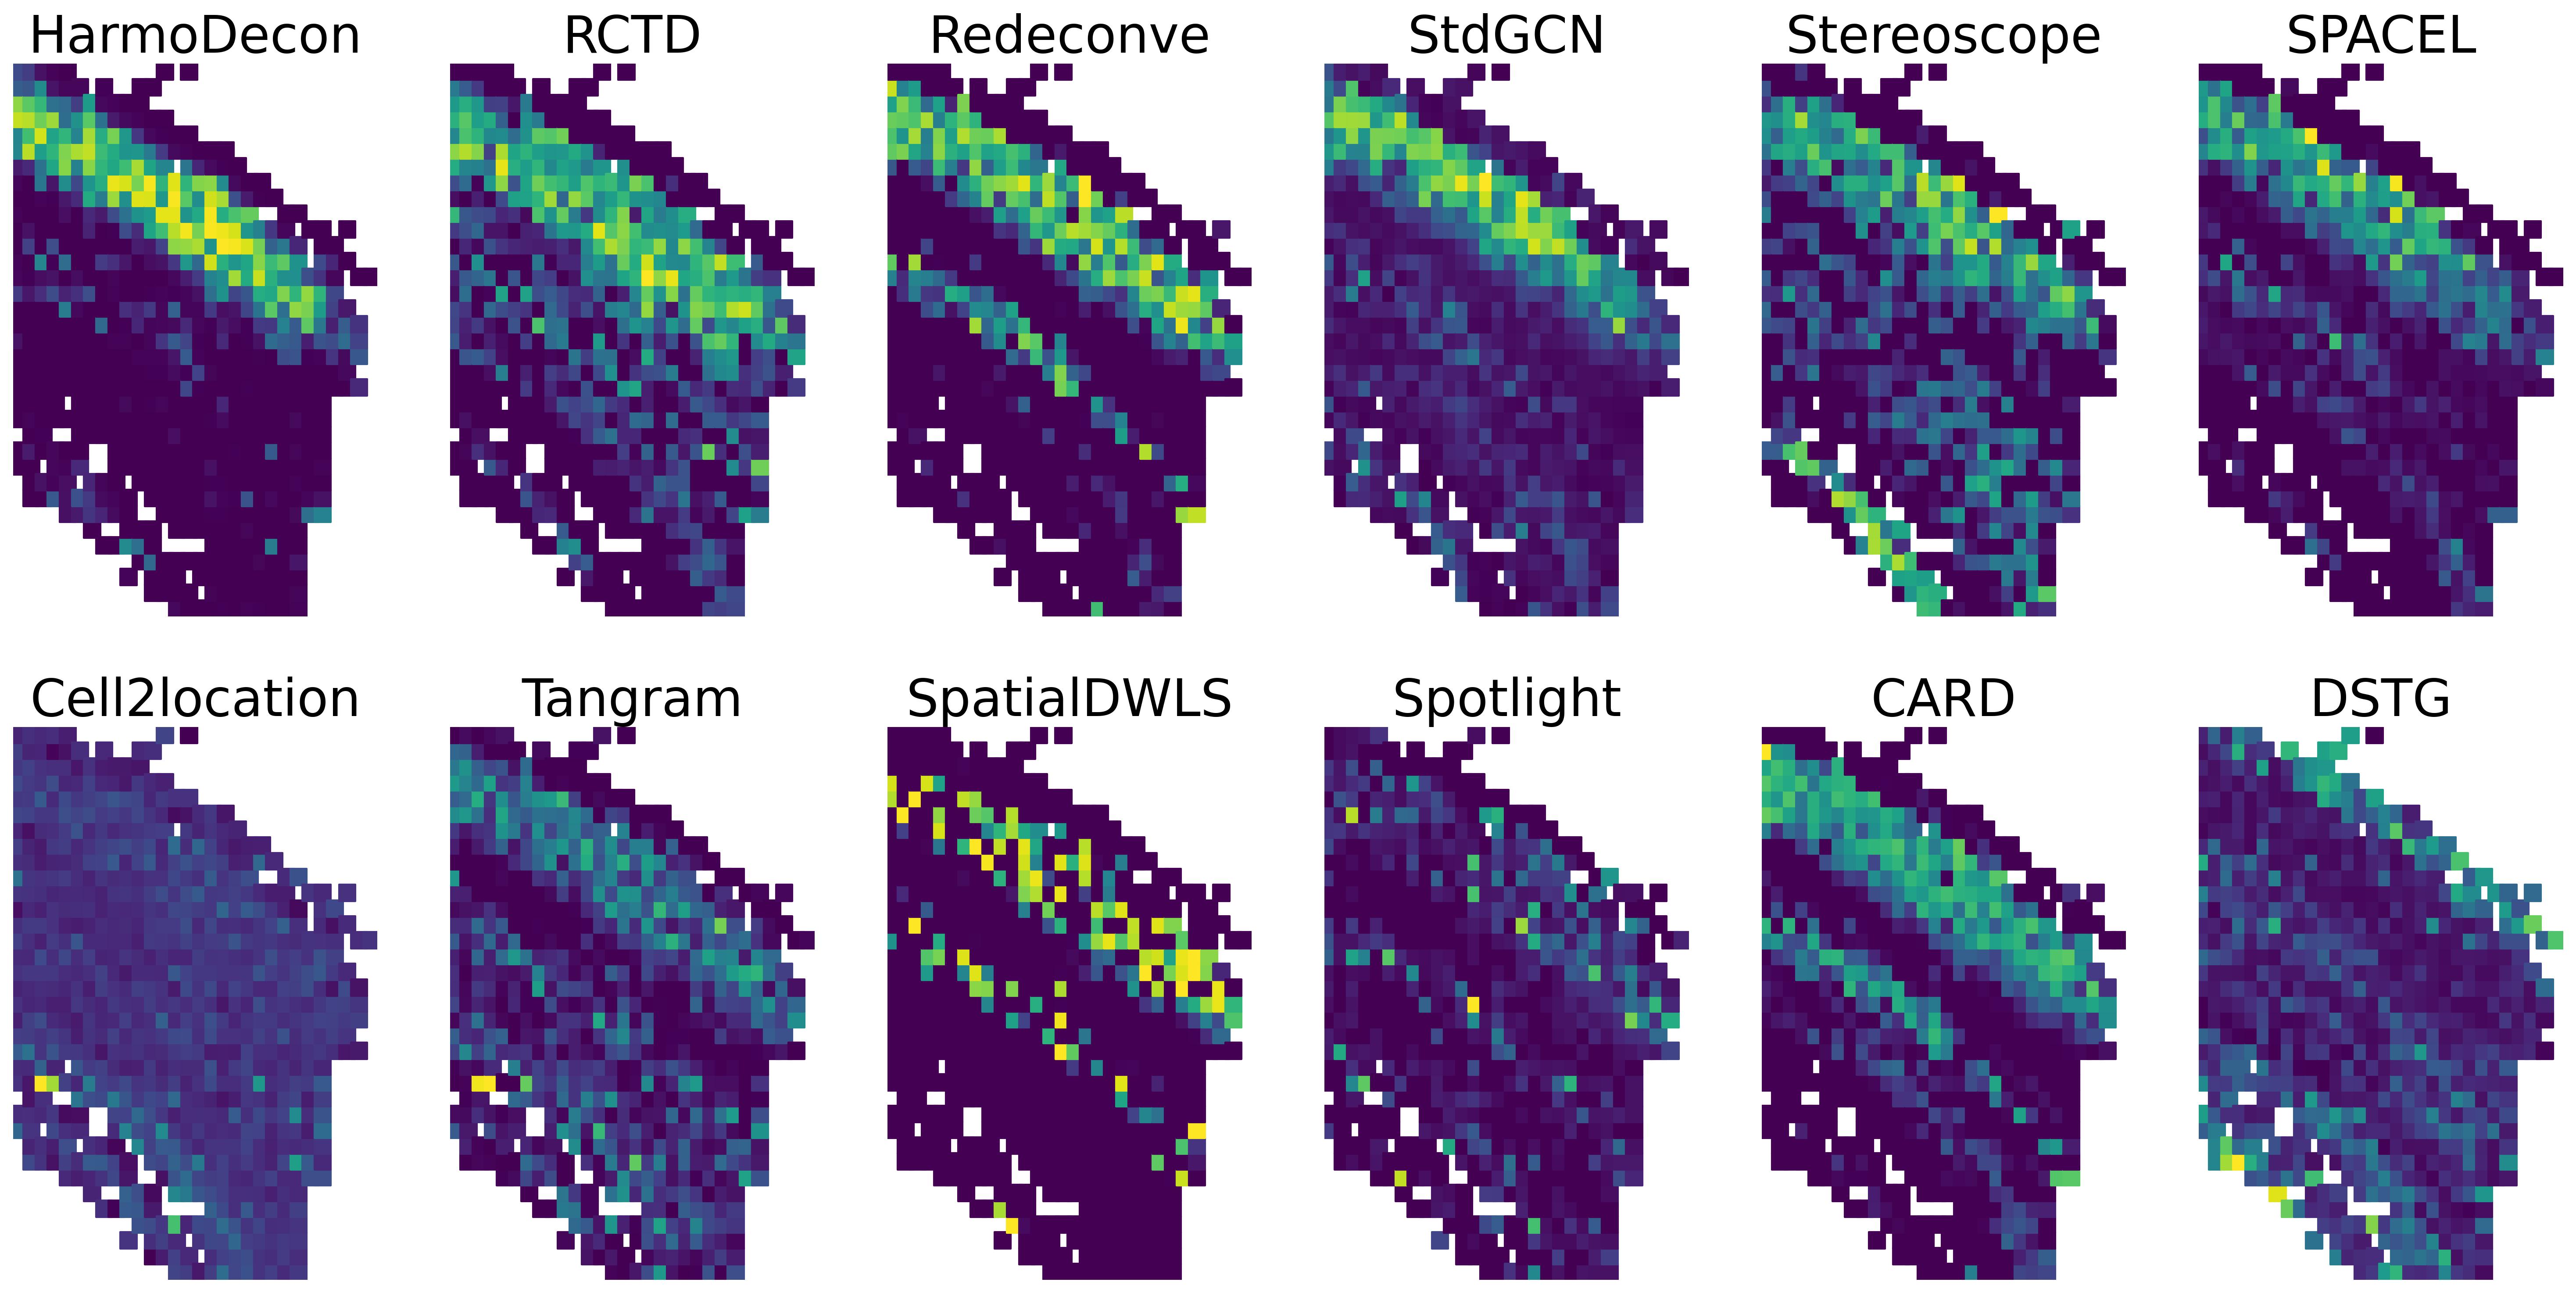 HarmoDecon RCTD Redeconve StdGCN Stereoscope SPACEL
Cell2location Tangram SpatialDWLS Spotlight CARD DSTG